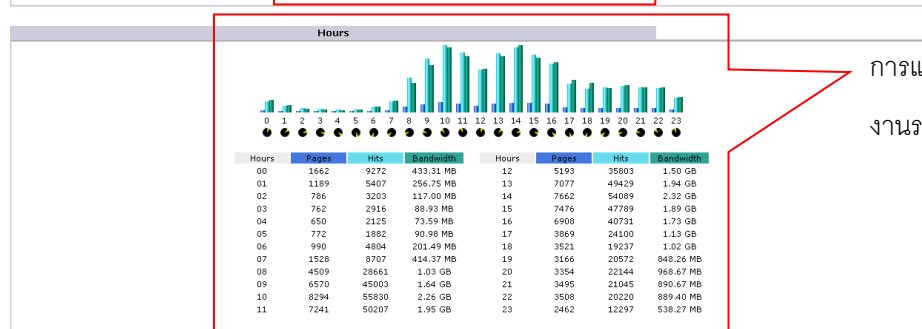 Hours
0 1 2 3 4 5 6 7 8 9 10 11 12 13 14 15 16 17 18 19 20 21 22 23
Hours Pages Hits Bandwidth Hours Pages Hits Bandwidth
00 1662 9272 433.31 MB 12 5193 35803 1.50 GB
01 1189 5407 256.75 MB 13 7077 49429 1.94 GB
02 786 3203 117.00 MB 14 7662 54089 2.32 GB
03 762 2916 88.93 MB 15 7476 47789 1.89 GB
04 650 2125 73.59 MB 16 6908 40731 1.73 GB
05 772 1882 90.98 MB 17 3869 24100 1.13 GB
06 990 4804 201.49 MB 18 3521 19237 1.02 GB
07 1528 8707 414.37 MB 19 3166 20572 848.26 MB
08 4509 28661 1.03 GB 20 3354 22144 968.67 MB
09 6570 45003 1.64 GB 21 3495 21045 890.67 MB
10 8294 55830 2.26 GB 22 3508 20220 889.40 MB
11 7241 50207 1.95 GB 23 2462 12297 538.27 MB
การแ
งานร